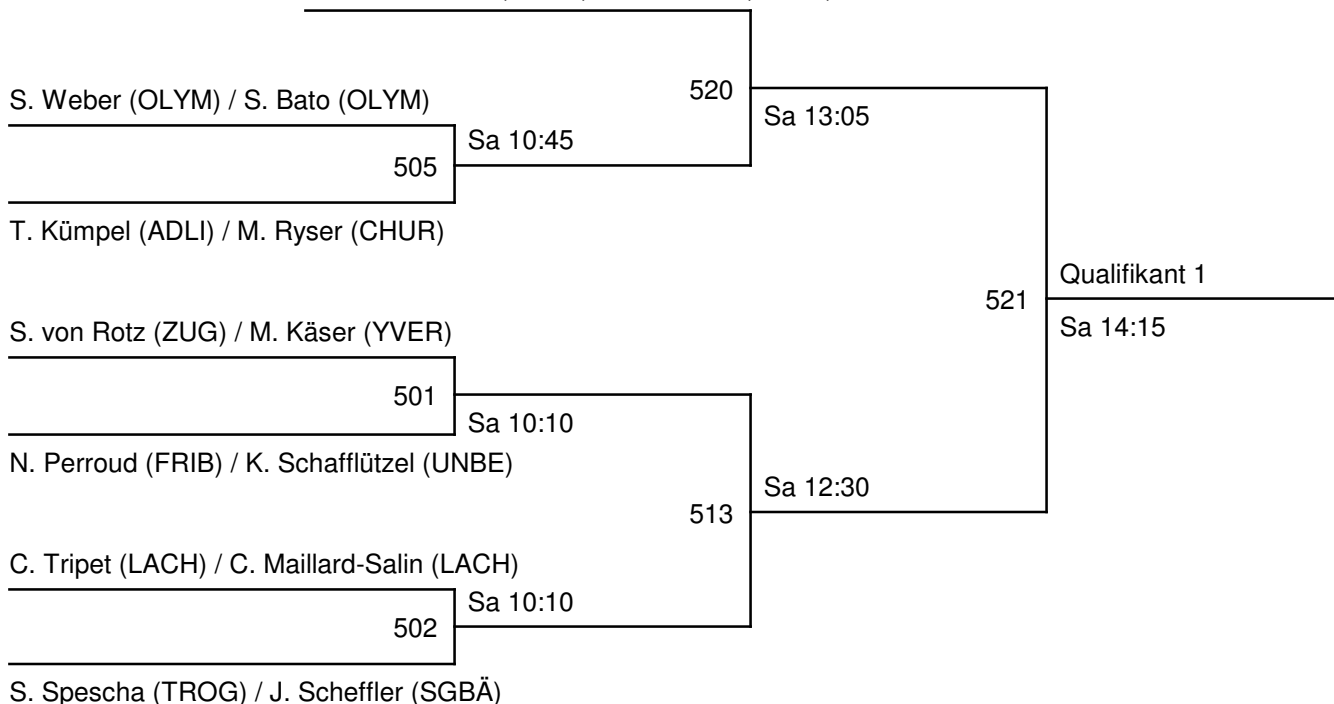 520
S. Weber (OLYM) / S. Bato (OLYM)
Sa 13:05
Sa 10:45
505
T. Kümpel (ADLI) / M. Ryser (CHUR)
Qualifikant 1
521
S. von Rotz (ZUG) / M. Käser (YVER)
Sa 14:15
501
Sa 10:10
N. Perroud (FRIB) / K. Schafflützel (UNBE)
Sa 12:30
513
C. Tripet (LACH) / C. Maillard-Salin (LACH)
Sa 10:10
502
S. Spescha (TROG) / J. Scheffler (SGBÄ)